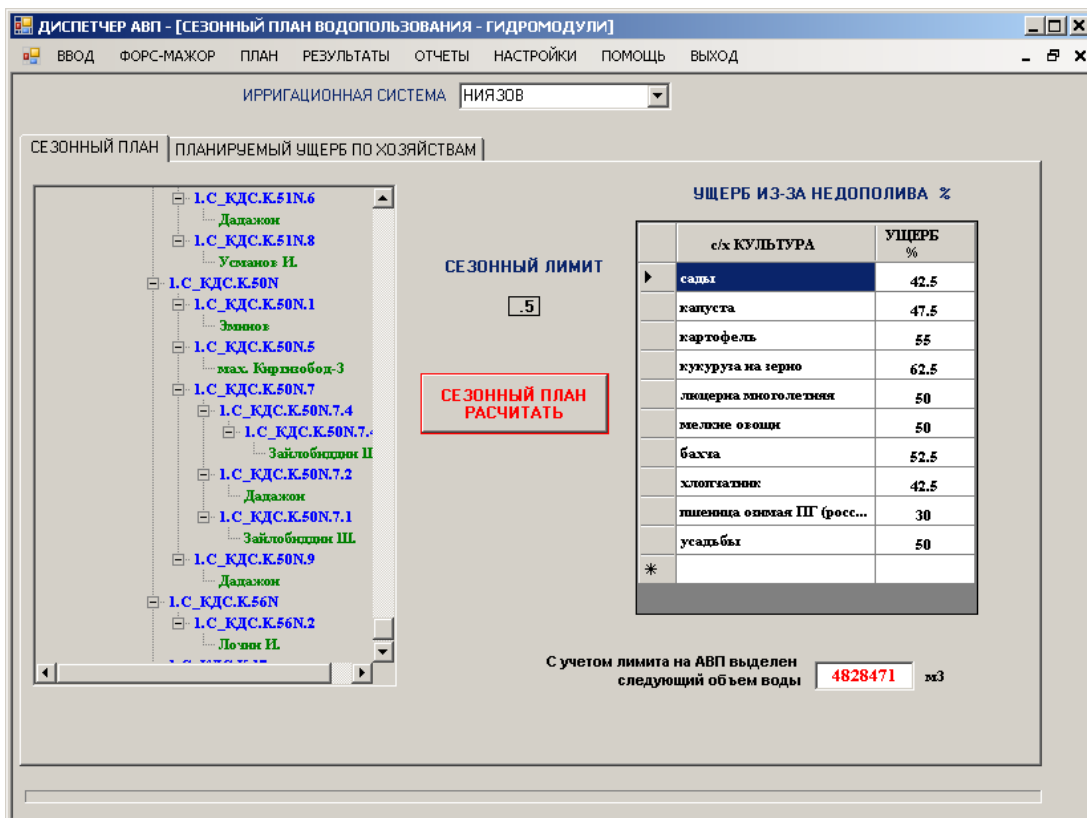 ДИСПЕТЧЕР АВП - [СЕЗОННЫЙ ПЛАН ВОДОПОЛЬЗОВАНИЯ - ГИДРОМОДУЛИ]
ВВОД ФОРС-МАЖОР ПЛАН РЕЗУЛЬТАТЫ ОТЧЕТЫ НАСТРОЙКИ ПОМОЩЬ ВЫХОД
ИРРИГАЦИОННАЯ СИСТЕМА НИЯЗОВ
СЕЗОННЫЙ ПЛАН ПЛАНИРУЕМЫЙ УЩЕРБ ПО ХОЗЯЙСТВАМ
1.С_КДС.К.51N.6
Дадажон
1.С_КДС.К.51N.8
Усманов И.
1.С_КДС.К.50N
1.С_КДС.К.50N.1
Эминов
1.С_КДС.К.50N.5
мах. Киргизобод-3
1.С_КДС.К.50N.7
1.С_КДС.К.50N.7.4
1.С_КДС.К.50N.7.
Зайлобиддин Ш
1.С_КДС.К.50N.7.2
Дадажон
1.С_КДС.К.50N.7.1
Зайлобиддин Ш.
1.С_КДС.К.50N.9
Дадажон
1.С_КДС.К.56N
1.С_КДС.К.56N.2
Лочин И.
СЕЗОННЫЙ ЛИМИТ
.5
СЕЗОННЫЙ ПЛАН
РАСЧИТАТЬ
УЩЕРБ ИЗ-ЗА НЕДОПОЛИВА %
с/х КУЛЬТУРА УЩЕРБ %
сады 42.5
капуста 47.5
картофель 55
кукуруза на зерно 62.5
люцерна многолетняя 50
мелкие овощи 50
бахча 52.5
хлопчатник 42.5
пшеница озимая ПГ (росс... 30
усадьбы 50
С учетом лимита на АВП выделен
следующий объем воды 4828471 м3